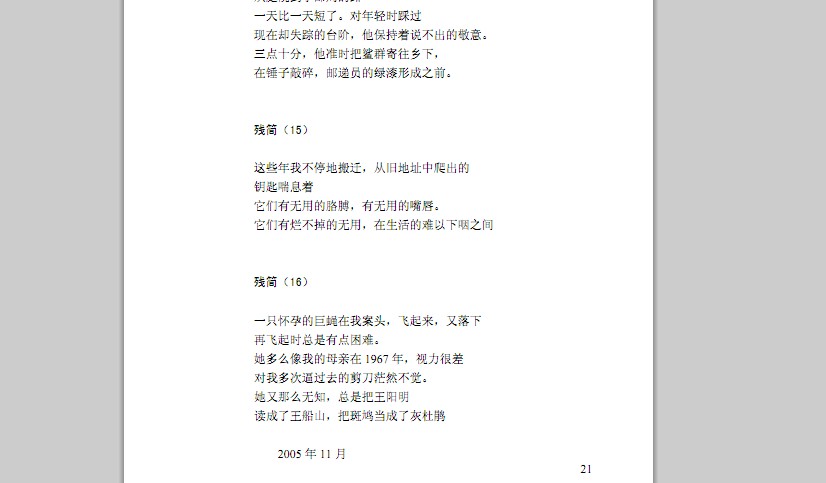 一天比一天短了。对年轻时踩过
现在却失踪的台阶，他保持着说不出的敬意。
三点十分，他准时把鲨群寄往乡下，
在锤子敲碎，邮递员的绿漆形成之前。
残简（15）
这些年我不停地搬迁，从旧地址中爬出的
钥匙喘息着
它们有无用的胳膊，有无用的嘴唇。
它们有烂不掉的无用，在生活的难以下咽之间
残简（16）
一只怀孕的巨蝇在我案头，飞起来，又落下
再飞起时总是有点困难。
她多么像我的母亲在 1967 年，视力很差
对我多次逼过去的剪刀茫然不觉。
她又那么无知，总是把王阳明
读成了王船山，把斑鸠当成了灰杜鹃
2005 年 11 月
21